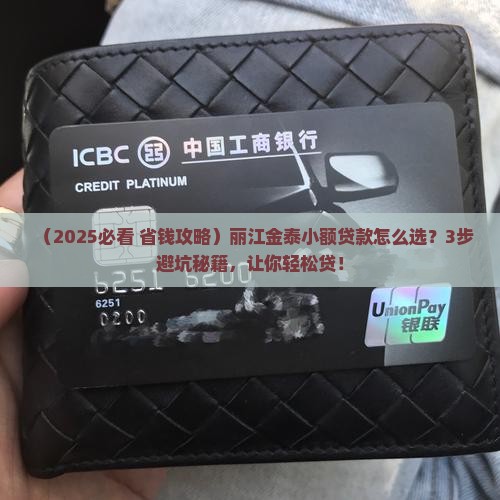 ICBC 中国工商银行
CREDIT PLATINUM
（2025必看 省钱攻略）丽江金泰小额贷款怎么选？3步
避坑秘籍，让你轻松贷！
6251 6200
6251
0200
UnionPay
银联